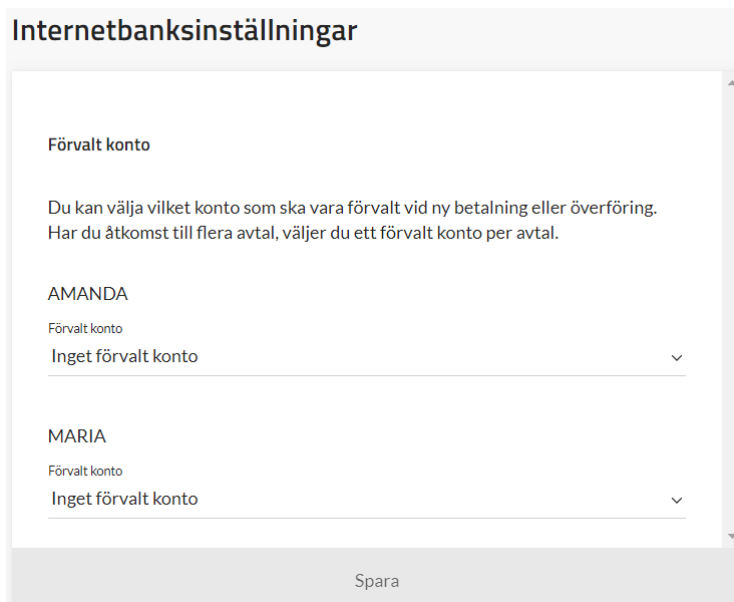 Internetbanksinställningar
Förvalt konto
Du kan välja vilket konto som ska vara förvalt vid ny betalning eller överföring.
Har du åtkomst till flera avtal, väljer du ett förvalt konto per avtal.
AMANDA
Förvalt konto
Inget förvalt konto
MARIA
Förvalt konto
Inget förvalt konto
Spara